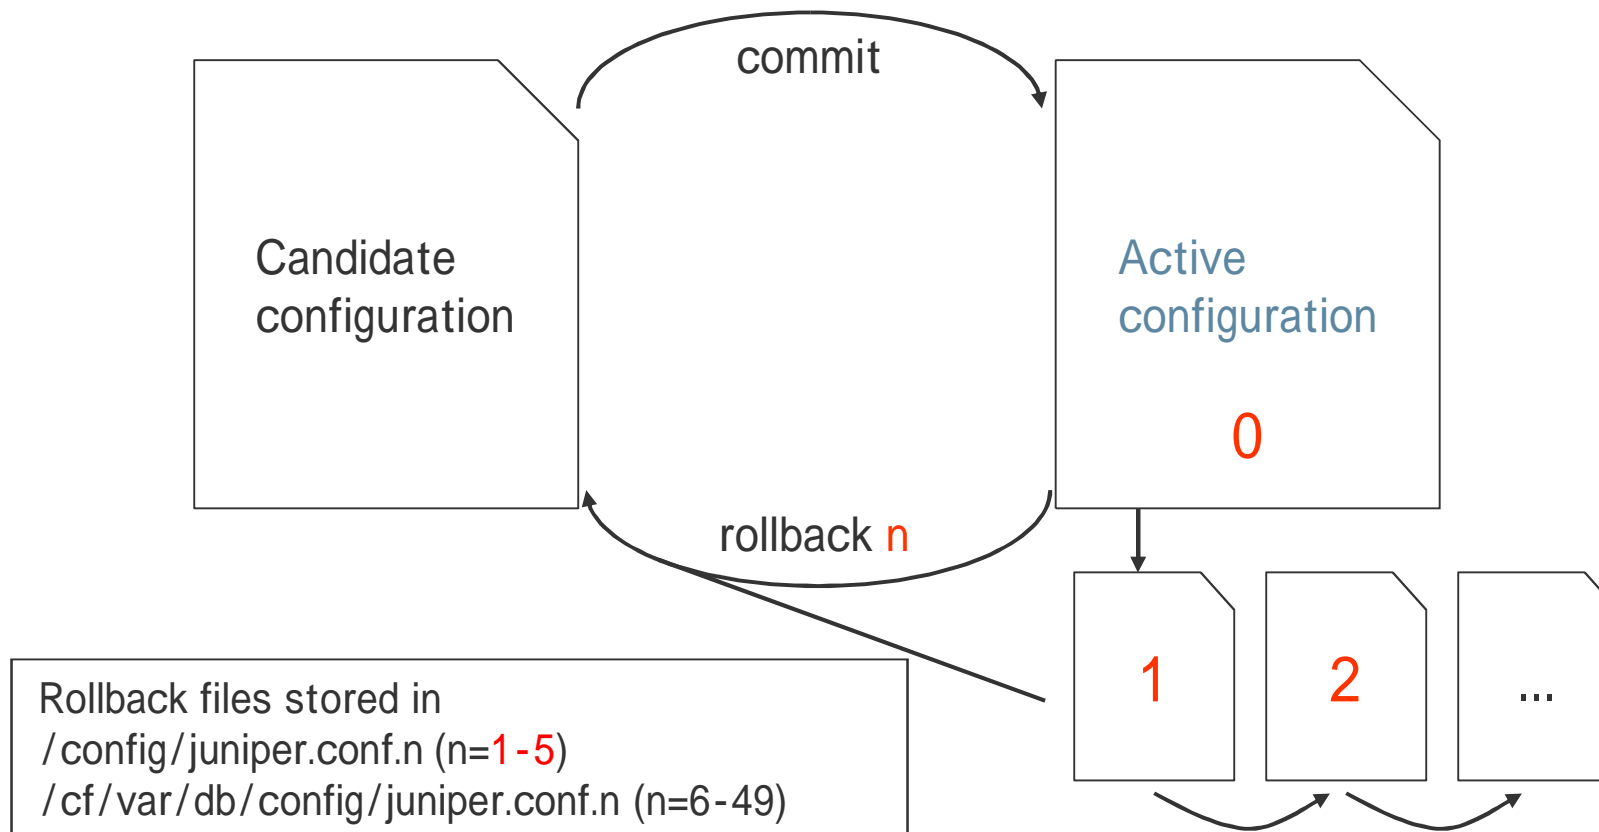 commit
Candidate
configuration
Active
configuration
0
rollback n
1
2
...
Rollback files stored in
/config/juniper.conf.n (n=1-5)
/cf/var/db/config/juniper.conf.n (n=6-49)